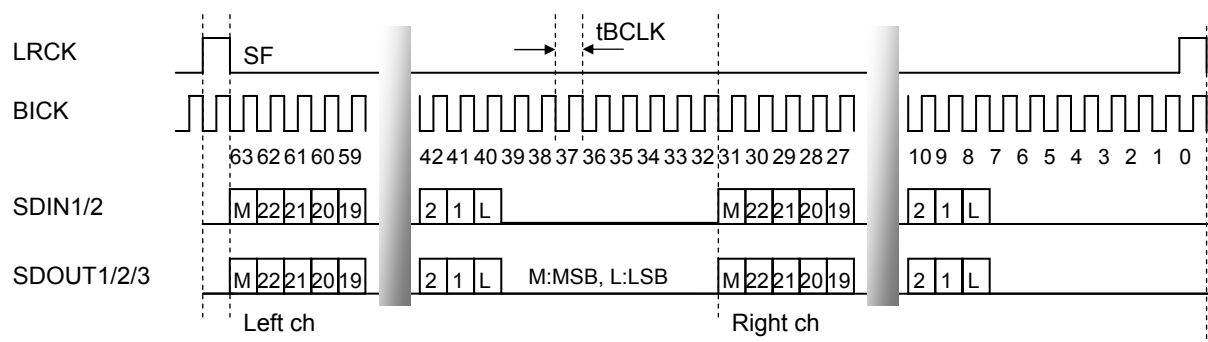 tBCLK
LRCK SF
BICK
63 62 61 60 59 42 41 40 39 38 37 36 35 34 33 32 31 30 29 28 27 10 9 8 7 6 5 4 3 2 1 0
SDIN1/2 M 22 21 20 19 2 1 L M 22 21 20 19 2 1 L
SDOUT1/2/3 M 22 21 20 19 2 1 L M:MSB, L:LSB M 22 21 20 19 2 1 L
Left ch Right ch